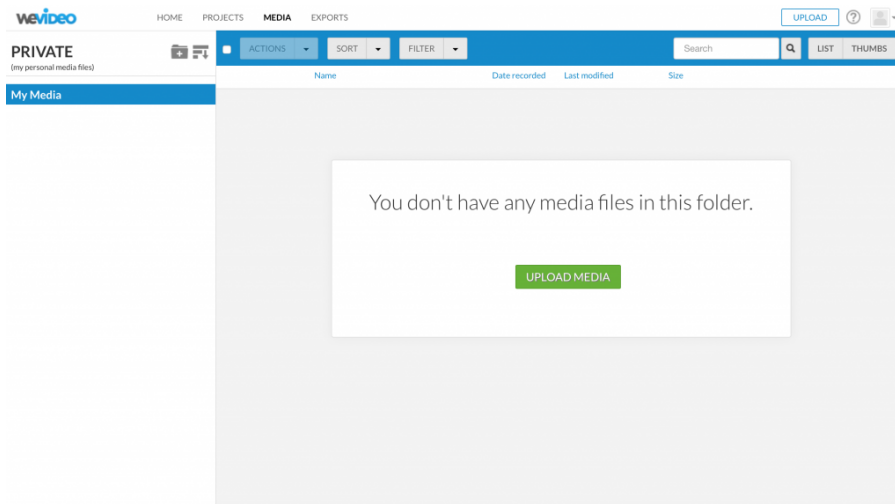 WEVIDEO HOME PROJECTS MEDIA EXPORTS UPLOAD ?
PRIVATE
(my personal media files)
ACTIONS SORT FILTER Search LIST THUMBS
Name Date recorded Last modified Size
My Media
You don't have any media files in this folder.
UPLOAD MEDIA